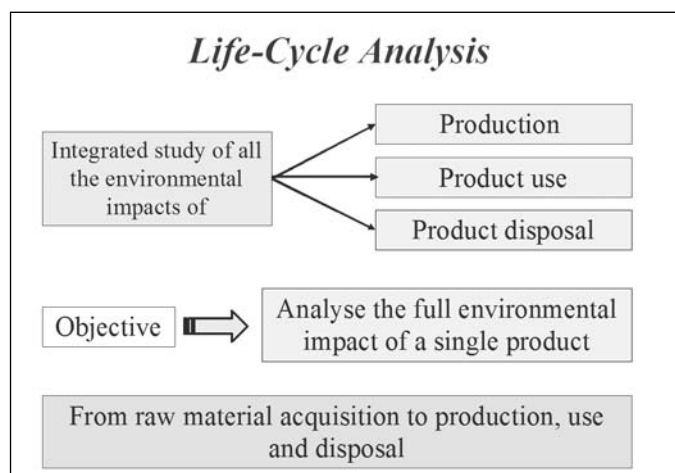 Life-Cycle Analysis
Integrated study of all
the environmental
impacts of
Production
Product use
Product disposal
Objective
Analyse the full environmental
impact of a single product
From raw material acquisition to production, use
and disposal